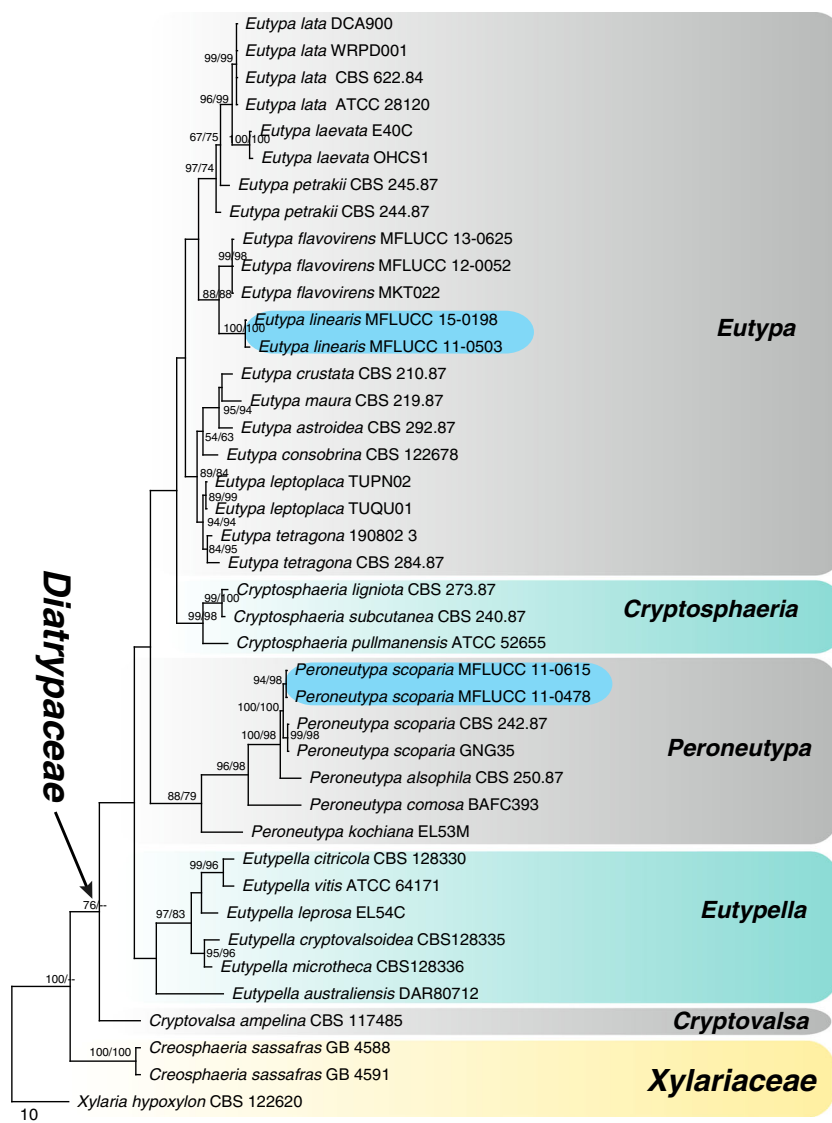 Eutypa lata DCA900
Eutypa lata WRPD001
99/99
Eutypa lata CBS 622.84
96/99
Eutypa lata ATCC 28120
Eutypa laevata E40C
67/75
100/100
Eutypa laevata OHCS1
97/74
Eutypa petrakii CBS 245.87
Eutypa petrakii CBS 244.87
Eutypa flavovirens MFLUCC 13-0625
99/98
Eutypa flavovirens MFLUCC 12-0052
88/88
Eutypa flavovirens MKT022
Eutypa linearis MFLUCC 15-0198
100/100
Eutypa
Eutypa linearis MFLUCC 11-0503
Eutypa crustata CBS 210.87
Eutypa maura CBS 219.87
95/94
Eutypa astroidea CBS 292.87
54/63
Eutypa consobrina CBS 122678
89/84
Eutypa leptoplaca TUPN02
89/99
Eutypa leptoplaca TUQU01
94/94
Eutypa tetragona 190802 3
84/95
Eutypa tetragona CBS 284.87
Diatrypaceae
Cryptosphaeria ligniota CBS 273.87
99/100
Cryptosphaeria
99/98
Cryptosphaeria subcutanea CBS 240.87
Cryptosphaeria pullmanensis ATCC 52655
Peroneutypa scoparia MFLUCC 11-0615
94/98
Peroneutypa scoparia MFLUCC 11-0478
100/100
Peroneutypa scoparia CBS 242.87
100/98
99/98
Peroneutypa
Peroneutypa scoparia GNG35
96/98
Peroneutypa alsophila CBS 250.87
88/79
Peroneutypa comosa BAFC393
Peroneutypa kochiana EL53M
Eutypella citricola CBS 128330
99/96
Eutypella vitis ATCC 64171
97/83
Eutypella leprosa EL54C
Eutypella
76/--
Eutypella cryptovalsoidea CBS128335
95/96
Eutypella microtheca CBS128336
100/--
Eutypella australiensis DAR80712
Cryptovalsa ampelina CBS 117485
Cryptovalsa
Creosphaeria sassafras GB 4588
100/100
Creosphaeria sassafras GB 4591
Xylariaceae
Xylaria hypoxylon CBS 122620
10